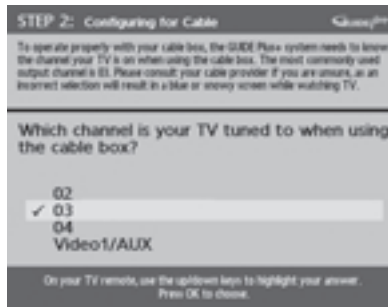 STEP 2: Configuring for Cable
To operate properly with your cable box, the GUIDE Plus+ system needs to know
the channel your TV is on when using the cable box. The most commonly used
output channel is 03. Please consult your cable provider if you are unsure, as an
incorrect selection will result in a blue or snowy screen while watching TV.
Which channel is your TV tuned to when using
the cable box?
02
✓ 03
04
Video1/AUX
On your TV remote, use the up/down keys to highlight your answer.
Press OK to choose.